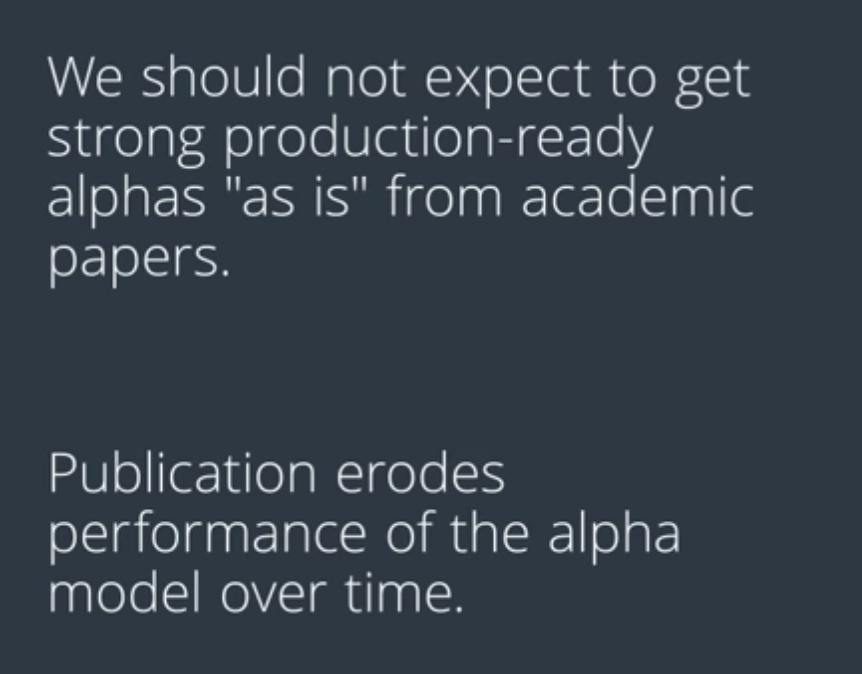 We should not expect to get
strong production-ready
alphas "as is" from academic
papers.
Publication erodes
performance of the alpha
model over time.